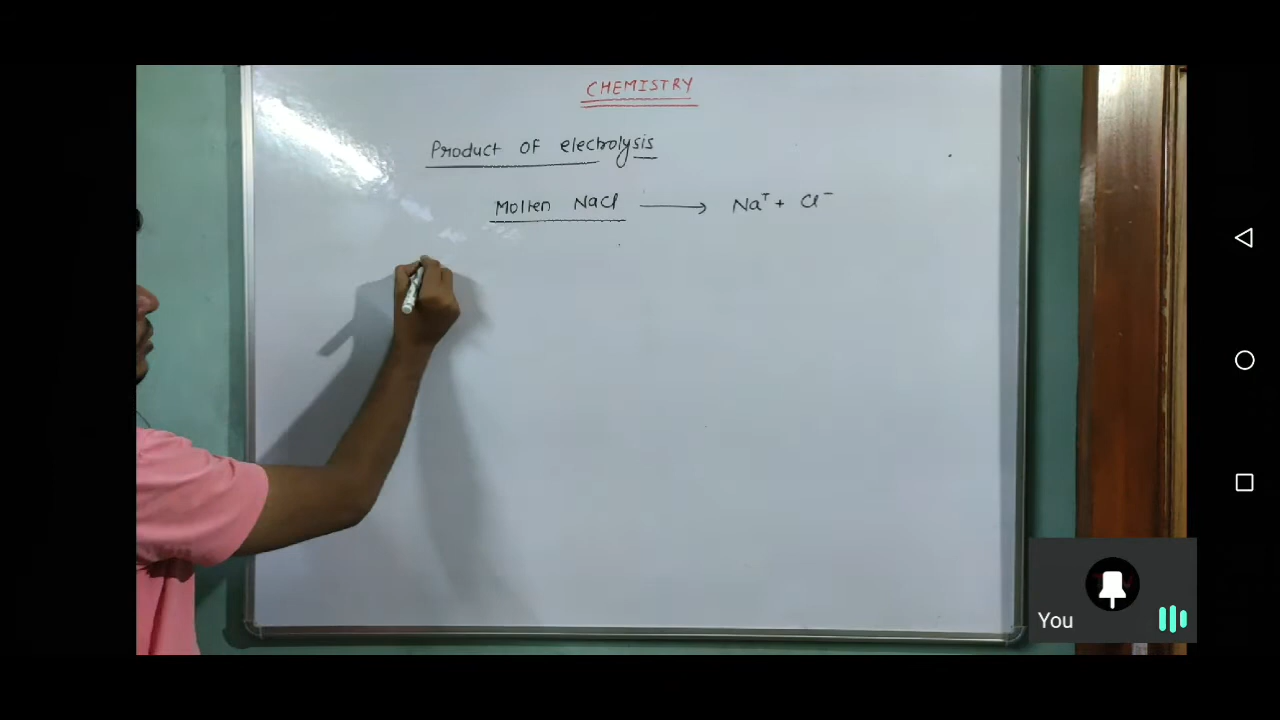 CHEMISTRY
Product OF electrolysis
Molten NaCl ⟶ Na⁺ + Cl⁻
You